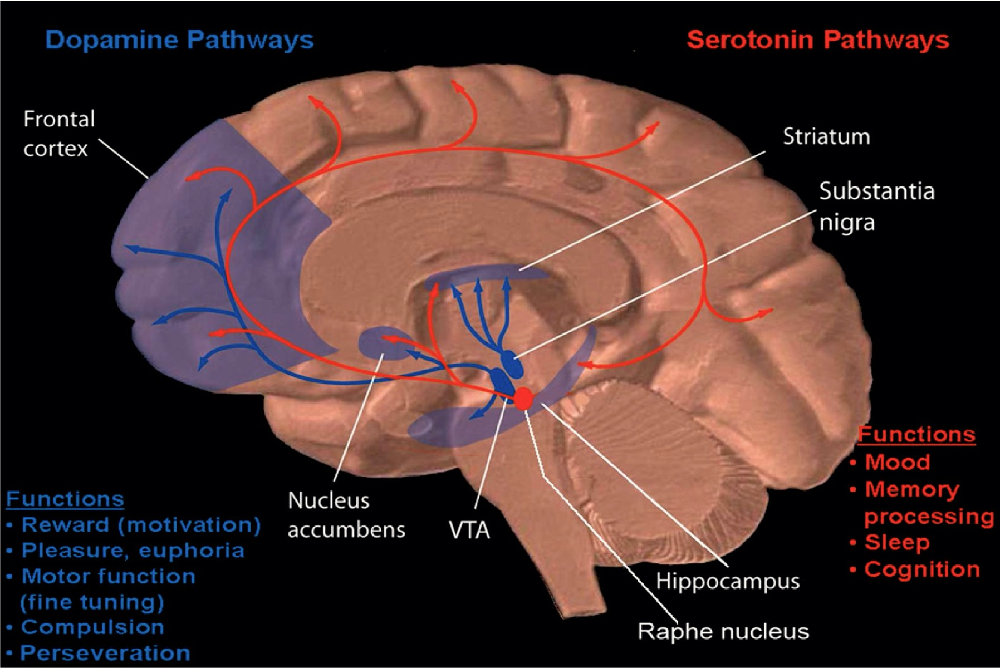 Dopamine Pathways
Serotonin Pathways
Frontal
cortex
Striatum
Substantia
nigra
Functions
• Reward (motivation)
• Pleasure, euphoria
• Motor function
(fine tuning)
• Compulsion
• Perseveration
Nucleus
accumbens
VTA
Hippocampus
Raphe nucleus
Functions
• Mood
• Memory
processing
• Sleep
• Cognition